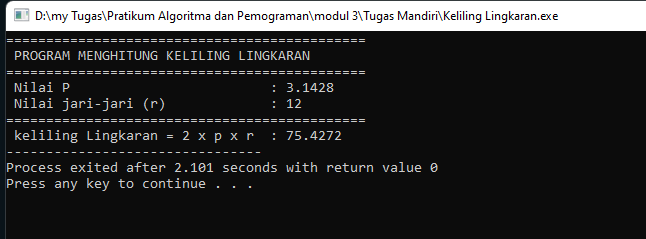 D:\my Tugas\Pratikum Algoritma dan Pemograman\modul 3\Tugas Mandiri\Keliling Lingkaran.exe
=============================================
PROGRAM MENGHITUNG KELILING LINGKARAN
=============================================
Nilai P                         : 3.1428
Nilai jari-jari (r)             : 12
=============================================
keliling Lingkaran = 2 x p x r  : 75.4272
--------------------------------
Process exited after 2.101 seconds with return value 0
Press any key to continue . . .